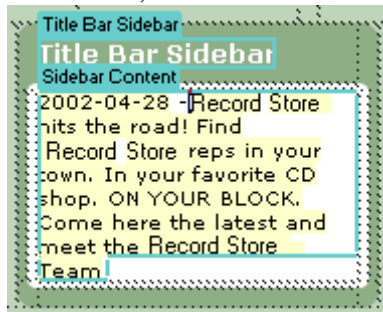 Title Bar Sidebar
Title Bar Sidebar
Sidebar Content
2002-04-28 -Record Store
hits the road! Find
Record Store reps in your
town. In your favorite CD
shop. ON YOUR BLOCK.
Come here the latest and
meet the Record Store
Team